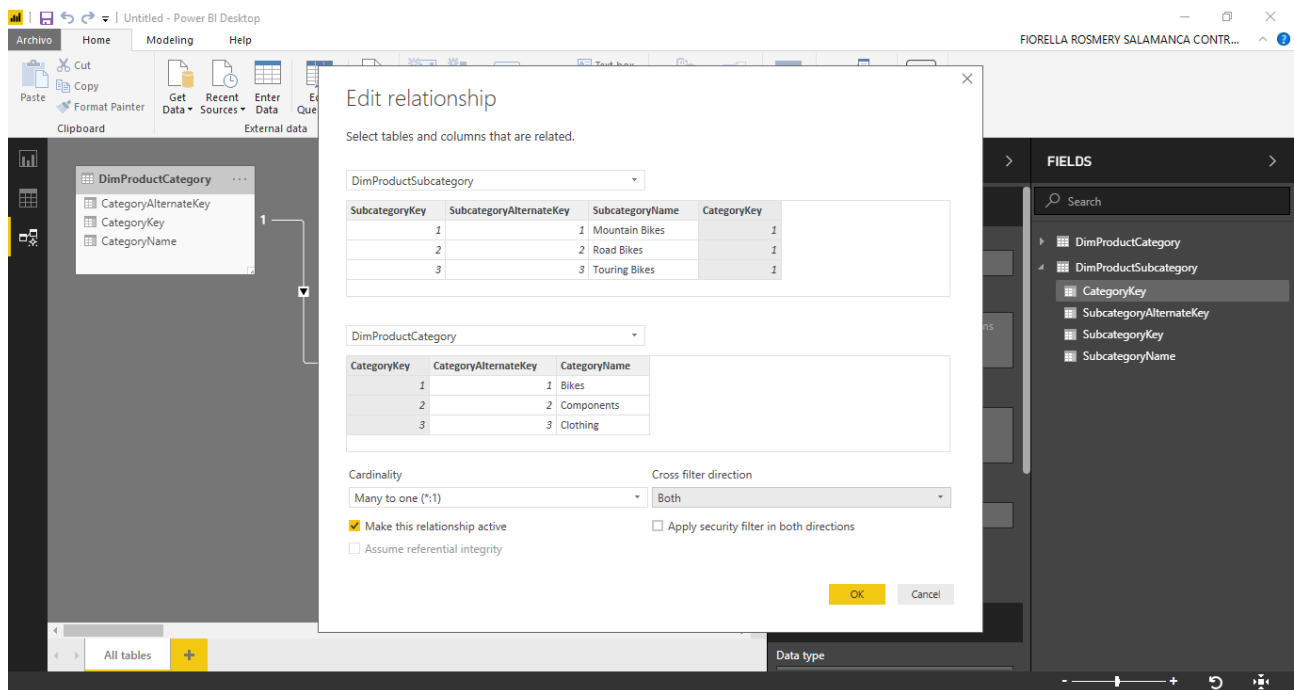 Untitled - Power BI Desktop
Archivo Home Modeling Help FIORELLA ROSMERY SALAMANCA CONTR...
Paste
Cut
Copy
Format Painter
Clipboard
Get Data
Recent Sources
Enter Data
External data
Edit relationship
Select tables and columns that are related.
DimProductSubcategory
SubcategoryKey SubcategoryAlternateKey SubcategoryName CategoryKey
1 1 Mountain Bikes 1
2 2 Road Bikes 1
3 3 Touring Bikes 1
DimProductCategory
CategoryKey CategoryAlternateKey CategoryName
1 1 Bikes
2 2 Components
3 3 Clothing
Cardinality
Many to one (*:1)
Cross filter direction
Both
Make this relationship active
Apply security filter in both directions
Assume referential integrity
OK Cancel
DimProductCategory ...
CategoryAlternateKey
CategoryKey
CategoryName
1
FIELDS
Search
DimProductCategory
DimProductSubcategory
CategoryKey
SubcategoryAlternateKey
SubcategoryKey
SubcategoryName
All tables +
Data type
- +